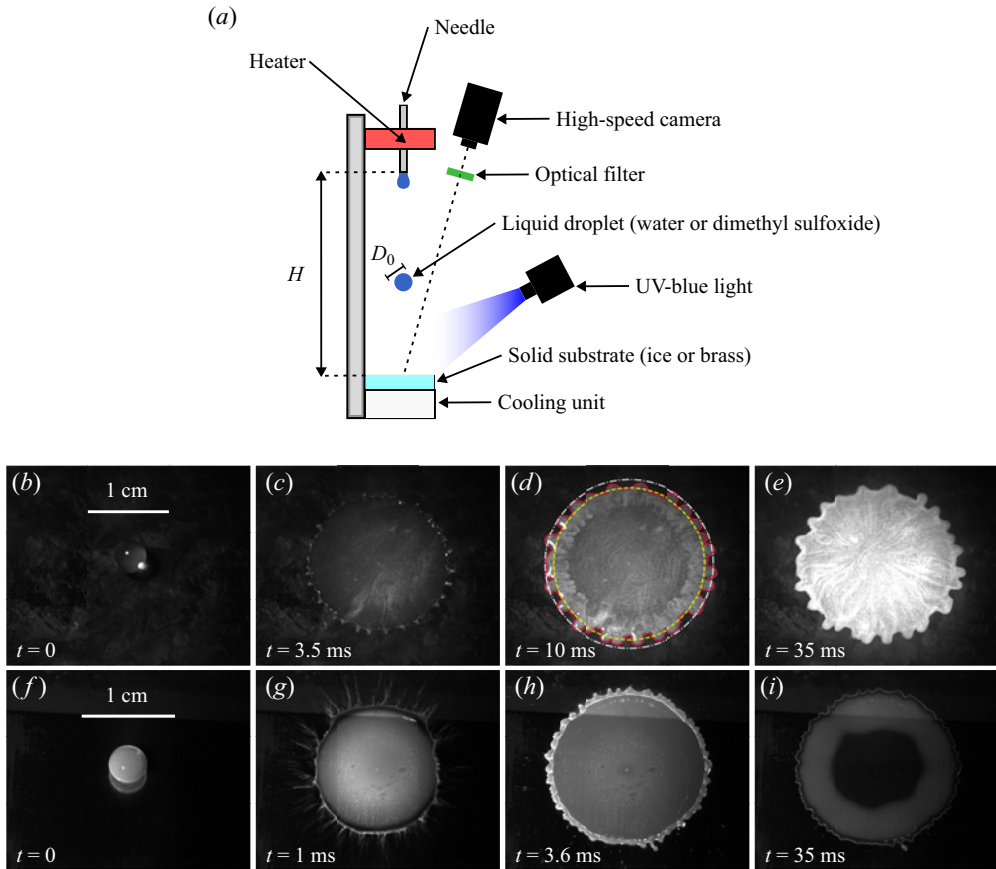 (a)
Needle
Heater
High-speed camera
Optical filter
Liquid droplet (water or dimethyl sulfoxide)
D0
H
UV-blue light
Solid substrate (ice or brass)
Cooling unit
(b)
1 cm
t = 0
(c)
t = 3.5 ms
(d)
t = 10 ms
(e)
t = 35 ms
(f)
1 cm
t = 0
(g)
t = 1 ms
(h)
t = 3.6 ms
(i)
t = 35 ms